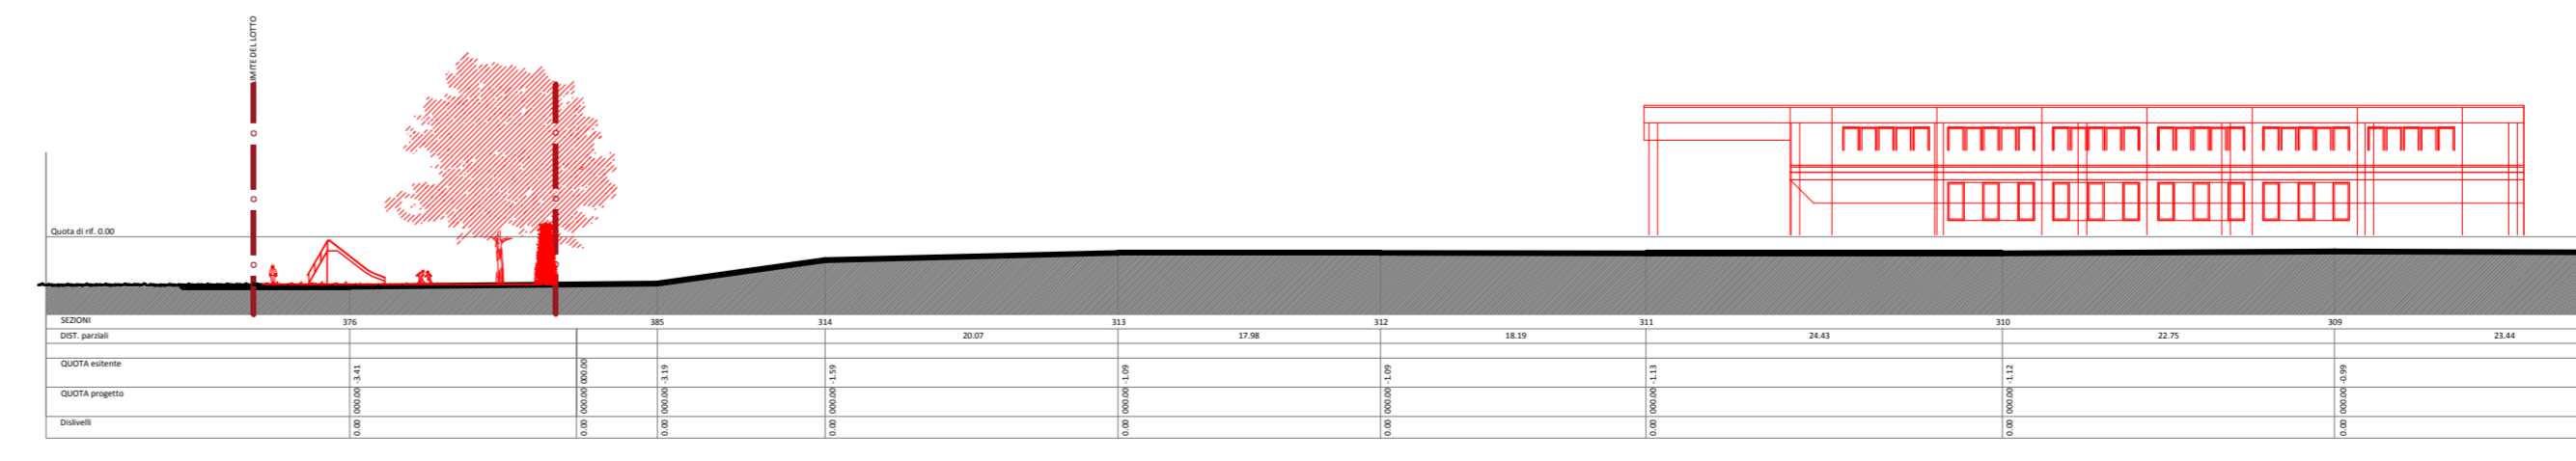 IMITE DEL LOTTO
Quota di rif. 0.00
SEZIONI 376 385 314 313 312 311 310 309
DIST. parziali 20.07 17.98 18.19 24.43 22.75 23.44
QUOTA esitente -3.41 000.00 -3.19 -1.59 -1.09 -1.09 -1.13 -1.12 -0.99
QUOTA progetto 000.00 000.00 000.00 000.00 000.00 000.00 000.00 000.00 000.00
Dislivelli 0.00 0.00 0.00 0.00 0.00 0.00 0.00 0.00 0.00